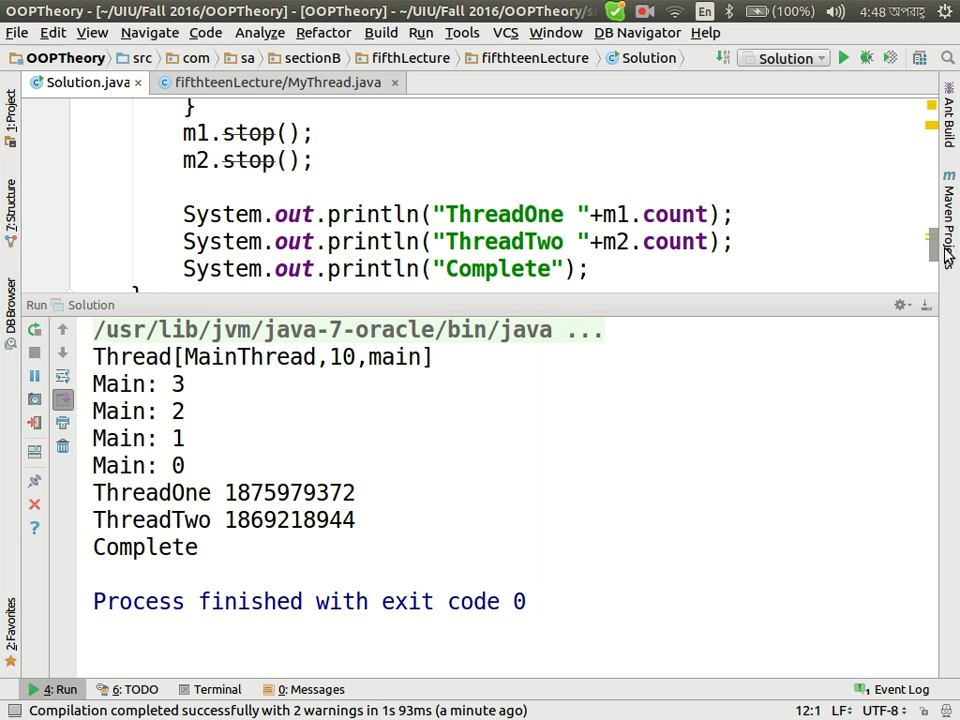 OOPTheory - [~/UIU/Fall 2016/OOPTheory] - [OOPTheory] - ~/UIU/Fall 2016/OOPTheory/s En (100%) 4:48 অপরাহ্ণ
File Edit View Navigate Code Analyze Refactor Build Run Tools VCS Window DB Navigator Help
OOPTheory src com sa sectionB fifthLecture fifthteenLecture Solution Solution
Solution.java × fifthteenLecture/MyThread.java ×
}
m1.stop();
m2.stop();
System.out.println("ThreadOne "+m1.count);
System.out.println("ThreadTwo "+m2.count);
System.out.println("Complete");
}
Run Solution
/usr/lib/jvm/java-7-oracle/bin/java ...
Thread[MainThread,10,main]
Main: 3
Main: 2
Main: 1
Main: 0
ThreadOne 1875979372
ThreadTwo 1869218944
Complete
Process finished with exit code 0
1: Project
7: Structure
DB Browser
2: Favorites
Ant Build
Maven Projects
4: Run 6: TODO Terminal 0: Messages 1 Event Log
Compilation completed successfully with 2 warnings in 1s 93ms (a minute ago) 12:1 LF÷ UTF-8÷